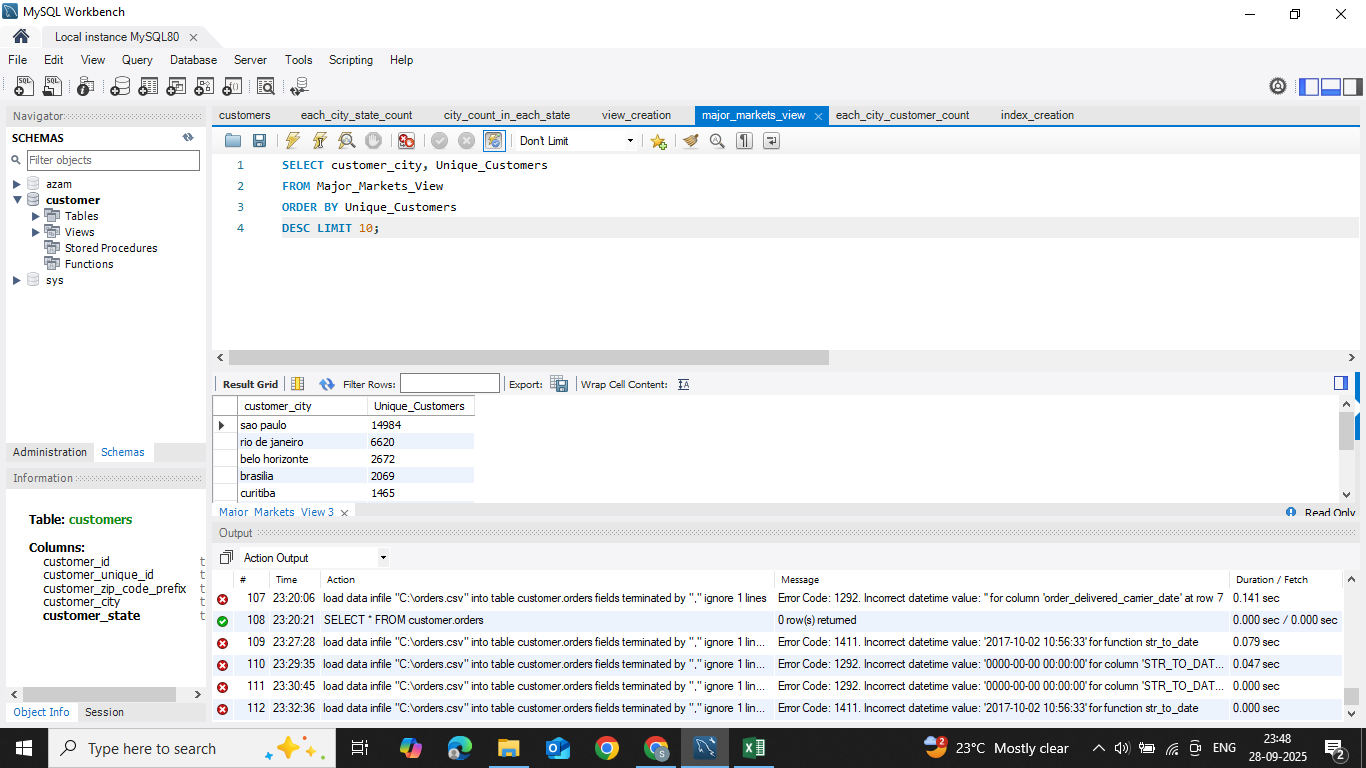 MySQL Workbench
Local instance MySQL80
File Edit View Query Database Server Tools Scripting Help
Navigator
SCHEMAS
Filter objects
azam
customer
Tables
Views
Stored Procedures
Functions
sys
Administration Schemas
Information
Table: customers
Columns:
customer_id t
customer_unique_id t
customer_zip_code_prefix t
customer_city t
customer_state t
Object Info Session
customers each_city_state_count city_count_in_each_state view_creation major_markets_view each_city_customer_count index_creation
Don't Limit
1 SELECT customer_city, Unique_Customers
2 FROM Major_Markets_View
3 ORDER BY Unique_Customers
4 DESC LIMIT 10;
Result Grid Filter Rows: Export: Wrap Cell Content:
customer_city Unique_Customers
sao paulo 14984
rio de janeiro 6620
belo horizonte 2672
brasilia 2069
curitiba 1465
Major_Markets_View 3 Read Only
Output
Action Output
# Time Action Message Duration / Fetch
107 23:20:06 load data infile "C:\orders.csv" into table customer.orders fields terminated by "," ignore 1 lines Error Code: 1292. Incorrect datetime value: '' for column 'order_delivered_carrier_date' at row 7 0.141 sec
108 23:20:21 SELECT * FROM customer.orders 0 row(s) returned 0.000 sec / 0.000 sec
109 23:27:28 load data infile "C:\orders.csv" into table customer.orders fields terminated by "," ignore 1 lin... Error Code: 1411. Incorrect datetime value: '2017-10-02 10:56:33' for function str_to_date 0.079 sec
110 23:29:35 load data infile "C:\orders.csv" into table customer.orders fields terminated by "," ignore 1 lin... Error Code: 1292. Incorrect datetime value: '0000-00-00 00:00:00' for column 'STR_TO_DAT... 0.047 sec
111 23:30:45 load data infile "C:\orders.csv" into table customer.orders fields terminated by "," ignore 1 lin... Error Code: 1292. Incorrect datetime value: '0000-00-00 00:00:00' for column 'STR_TO_DAT... 0.000 sec
112 23:32:36 load data infile "C:\orders.csv" into table customer.orders fields terminated by "," ignore 1 lin... Error Code: 1411. Incorrect datetime value: '2017-10-02 10:56:33' for function str_to_date 0.000 sec
Type here to search
2
23°C Mostly clear
ENG
23:48
28-09-2025
2